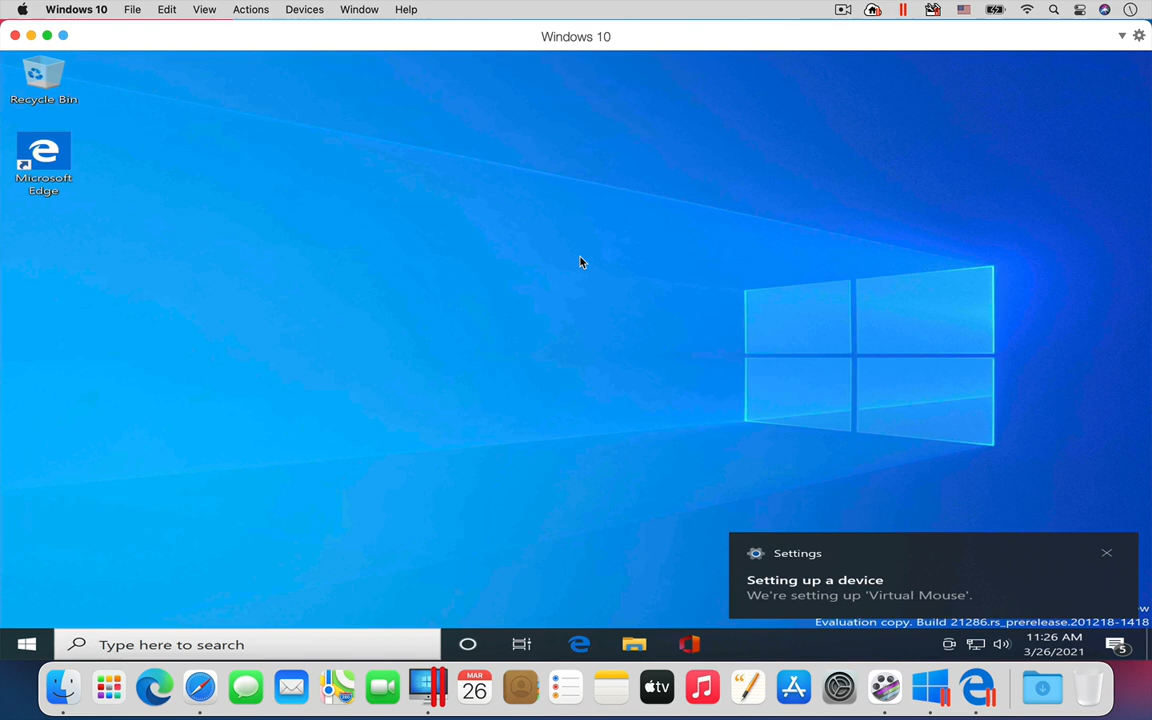 Windows 10 File Edit View Actions Devices Window Help
Windows 10
Recycle Bin
Microsoft
Edge
Settings
Setting up a device
We're setting up 'Virtual Mouse'.
Evaluation copy. Build 21286.rs_prerelease.201218-1418
Type here to search
11:26 AM
3/26/2021
5
MAR
26
tv